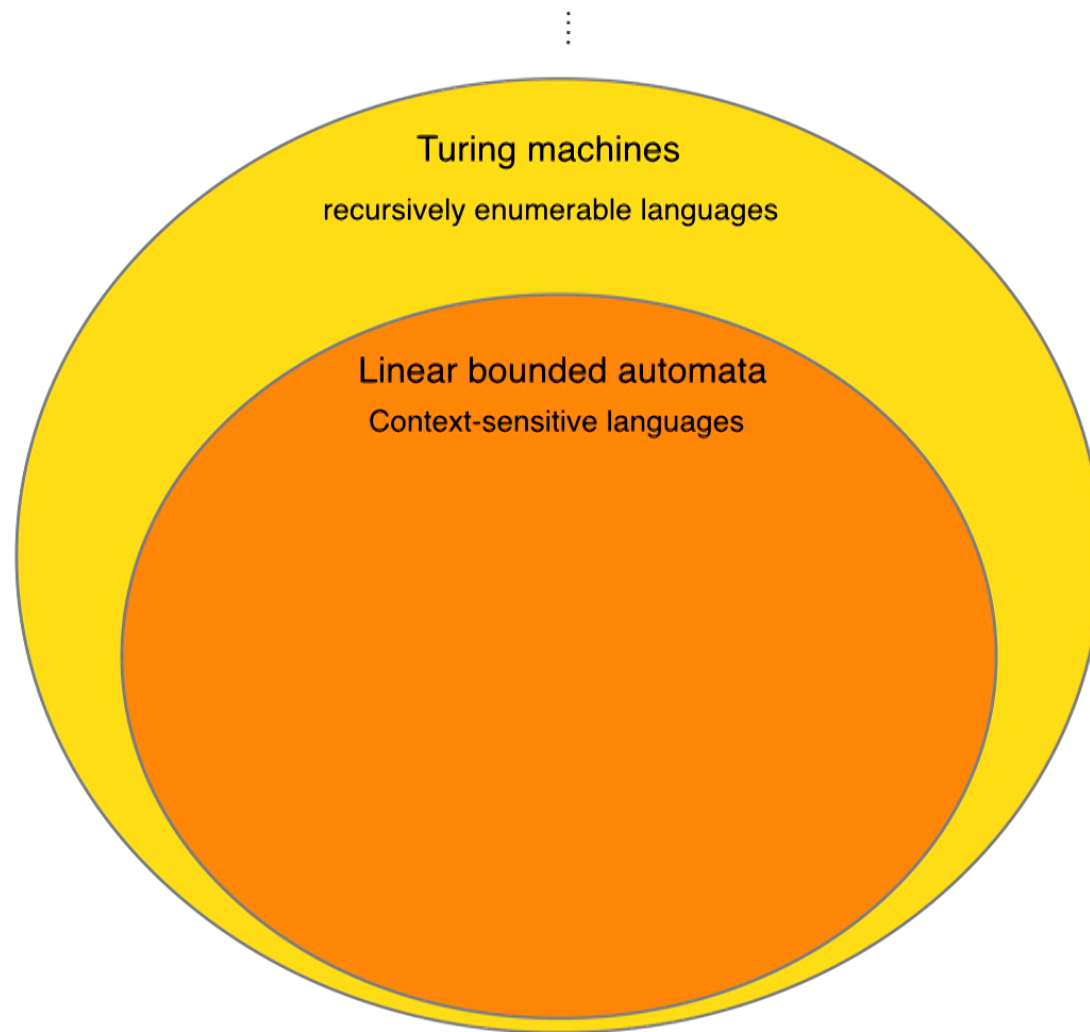 Turing machines
recursively enumerable languages
Linear bounded automata
Context-sensitive languages